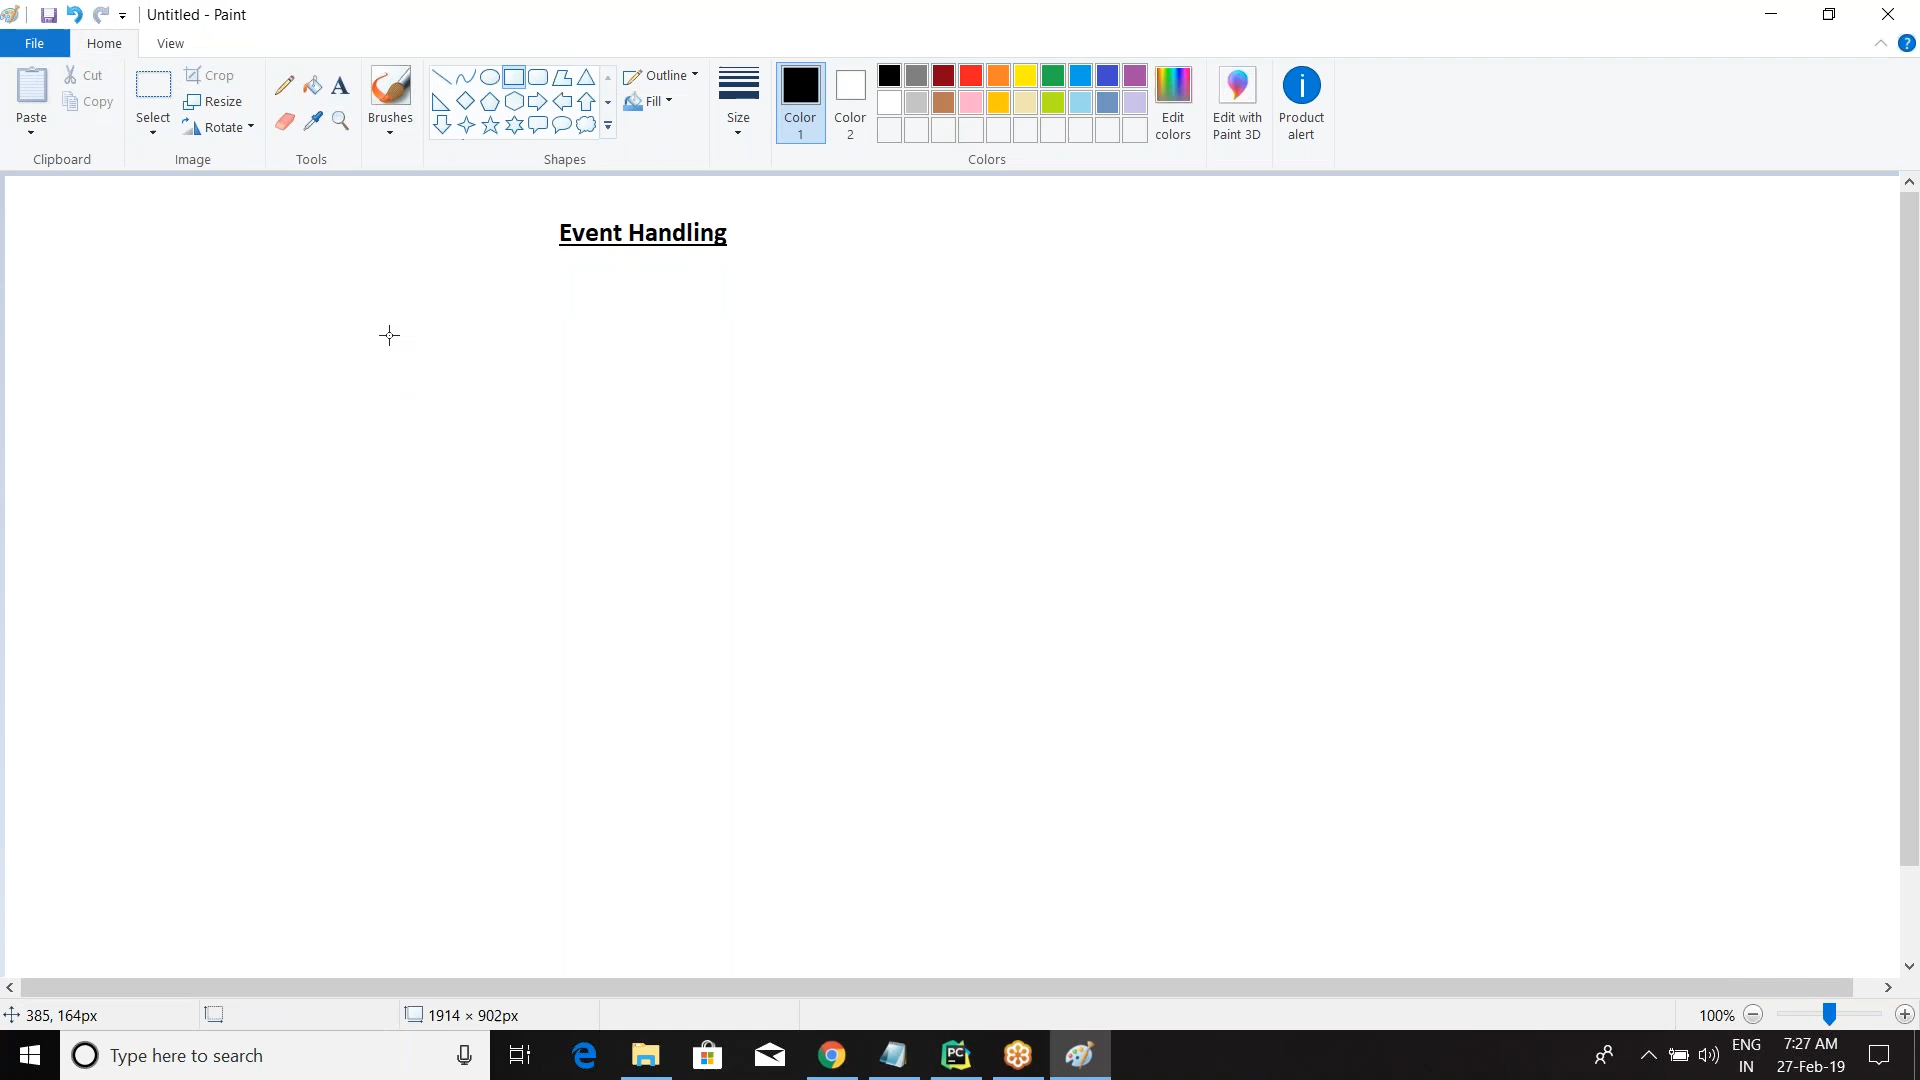 Untitled - Paint
File Home View
Paste
Cut
Copy
Clipboard
Select
Crop
Resize
Rotate
Image
Tools
Brushes
Shapes
Outline
Fill
Size
Color 1
Color 2
Colors
Edit colors
Edit with Paint 3D
Product alert
Event Handling
385, 164px
1914 × 902px
100%
Type here to search
PC
ENG
IN
7:27 AM
27-Feb-19